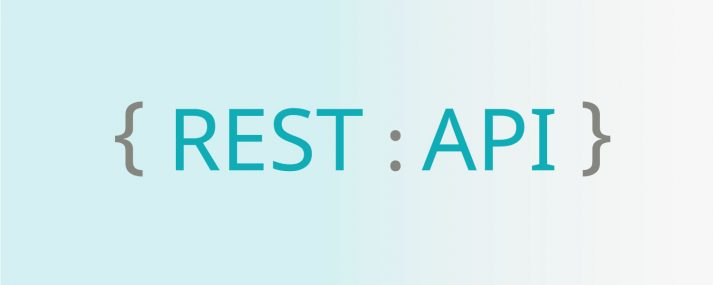 { REST : API }